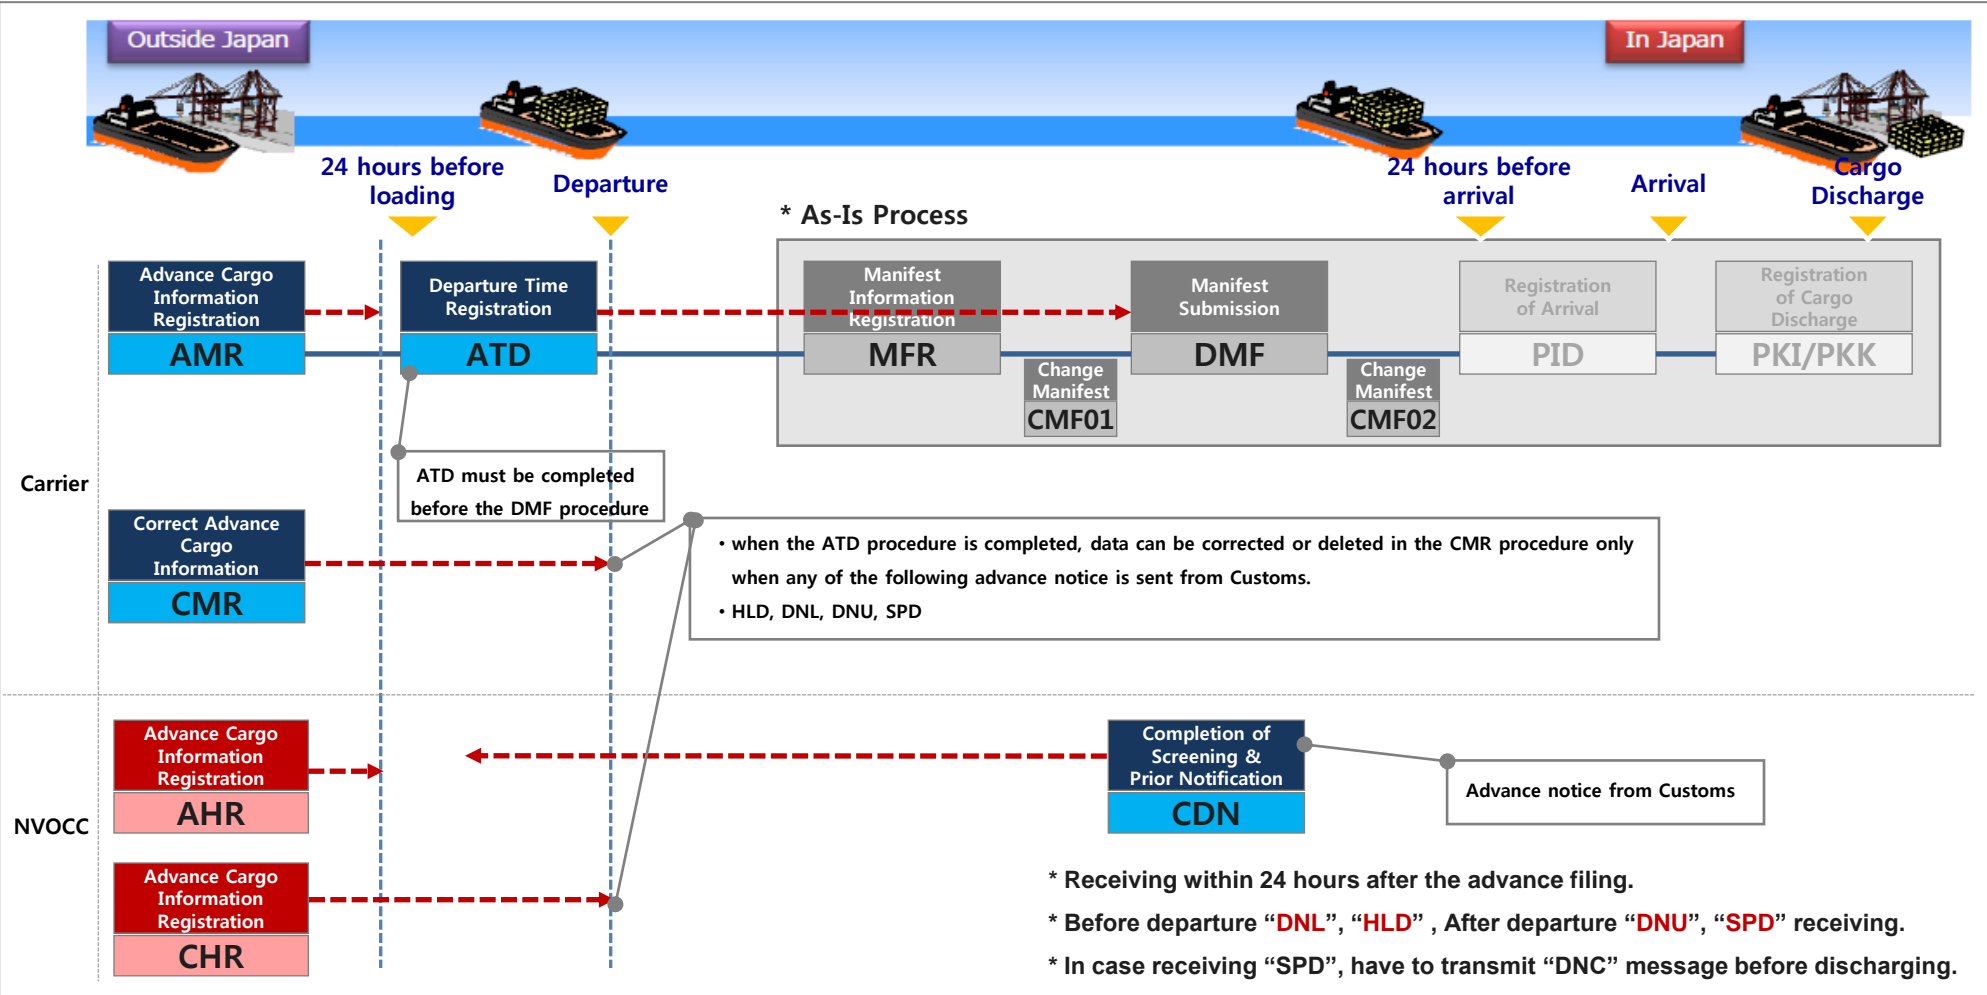 Outside Japan
In Japan
24 hours before
loading
Departure
24 hours before
arrival
Arrival
Cargo
Discharge
* As-Is Process
Advance Cargo
Information
Registration
AMR
Departure Time
Registration
ATD
Manifest
Information
Registration
MFR
Change
Manifest
CMF01
Manifest
Submission
DMF
Change
Manifest
CMF02
Registration
of Arrival
PID
Registration
of Cargo
Discharge
PKI/PKK
Carrier
ATD must be completed
before the DMF procedure
Correct Advance
Cargo
Information
CMR
• when the ATD procedure is completed, data can be corrected or deleted in the CMR procedure only
when any of the following advance notice is sent from Customs.
• HLD, DNL, DNU, SPD
NVOCC
Advance Cargo
Information
Registration
AHR
Completion of
Screening &
Prior Notification
CDN
Advance notice from Customs
Advance Cargo
Information
Registration
CHR
* Receiving within 24 hours after the advance filing.
* Before departure “DNL”, “HLD” , After departure “DNU”, “SPD” receiving.
* In case receiving “SPD”, have to transmit “DNC” message before discharging.